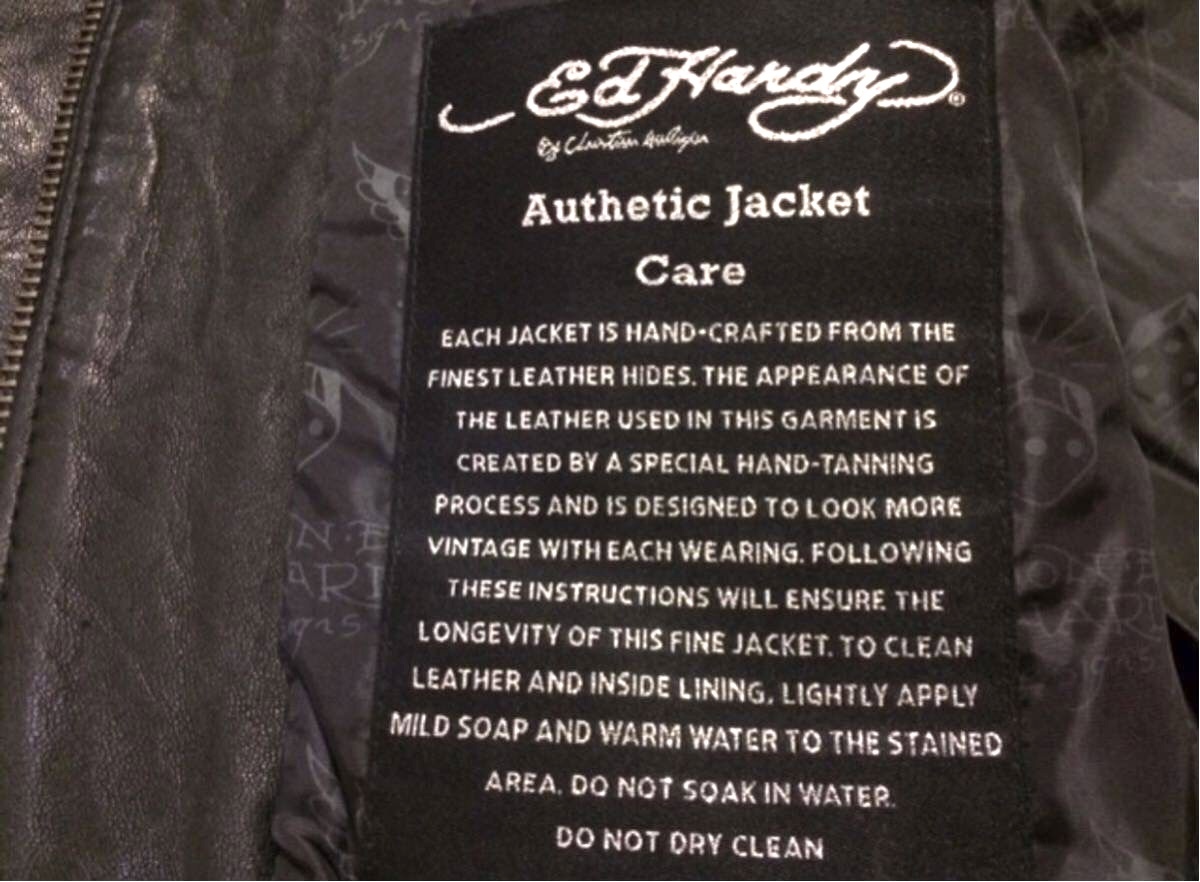 Ed Hardy®
By Christian Audigier
Authetic Jacket
Care
EACH JACKET IS HAND-CRAFTED FROM THE
FINEST LEATHER HIDES. THE APPEARANCE OF
THE LEATHER USED IN THIS GARMENT IS
CREATED BY A SPECIAL HAND-TANNING
PROCESS AND IS DESIGNED TO LOOK MORE
VINTAGE WITH EACH WEARING. FOLLOWING
THESE INSTRUCTIONS WILL ENSURE THE
LONGEVITY OF THIS FINE JACKET. TO CLEAN
LEATHER AND INSIDE LINING, LIGHTLY APPLY
MILD SOAP AND WARM WATER TO THE STAINED
AREA. DO NOT SOAK IN WATER.
DO NOT DRY CLEAN